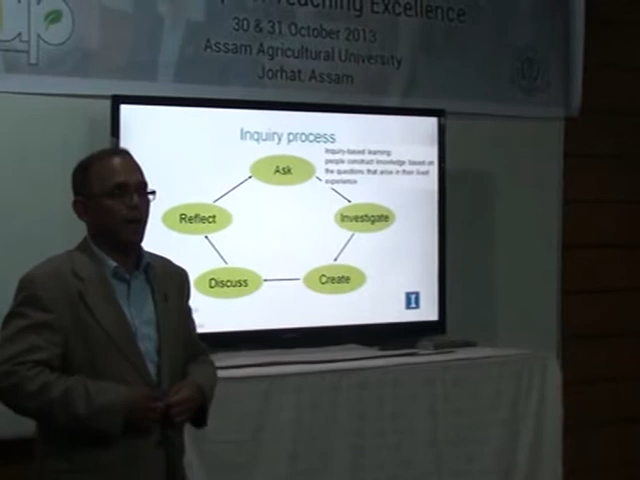 Teaching Excellence
30 & 31 October 2013
Assam Agricultural University
Jorhat, Assam
Inquiry process
Inquiry-based learning:
people construct knowledge based on
the questions that arise in their lived
experience
Ask
Investigate
Create
Discuss
Reflect
I